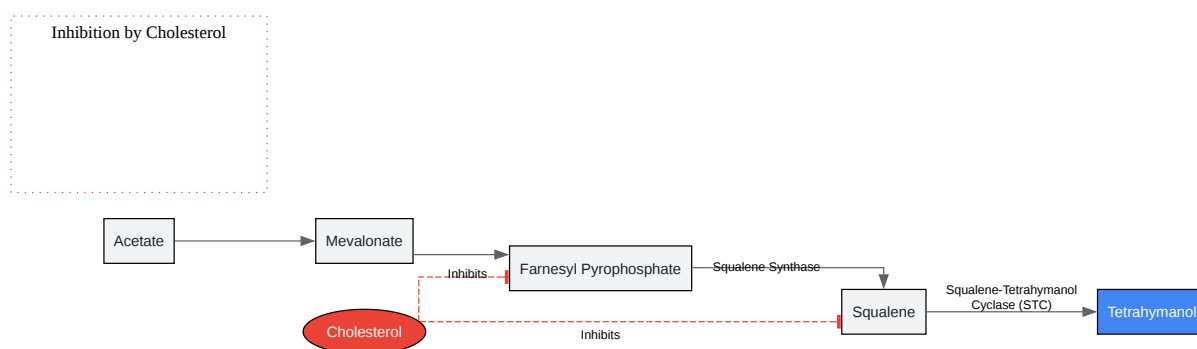 Inhibition by Cholesterol
Acetate
Mevalonate
Farnesyl Pyrophosphate
Squalene Synthase
Inhibits
Squalene-Tetrahymanol
Cyclase (STC)
Squalene
Tetrahymanol
Cholesterol
Inhibits